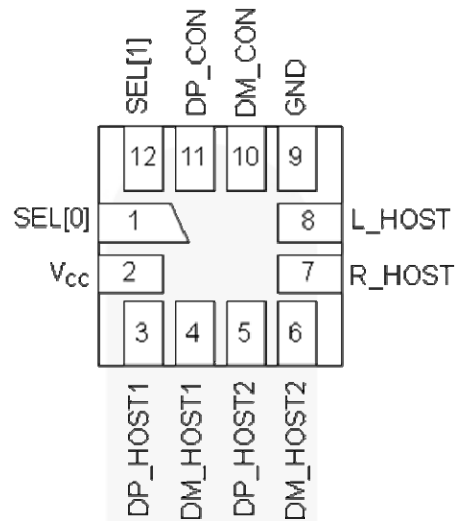 SEL[1]
DP_CON
DM_CON
GND
12
11
10
9
SEL[0]
1
8
L_HOST
VCC
2
7
R_HOST
3
4
5
6
DP_HOST1
DM_HOST1
DP_HOST2
DM_HOST2